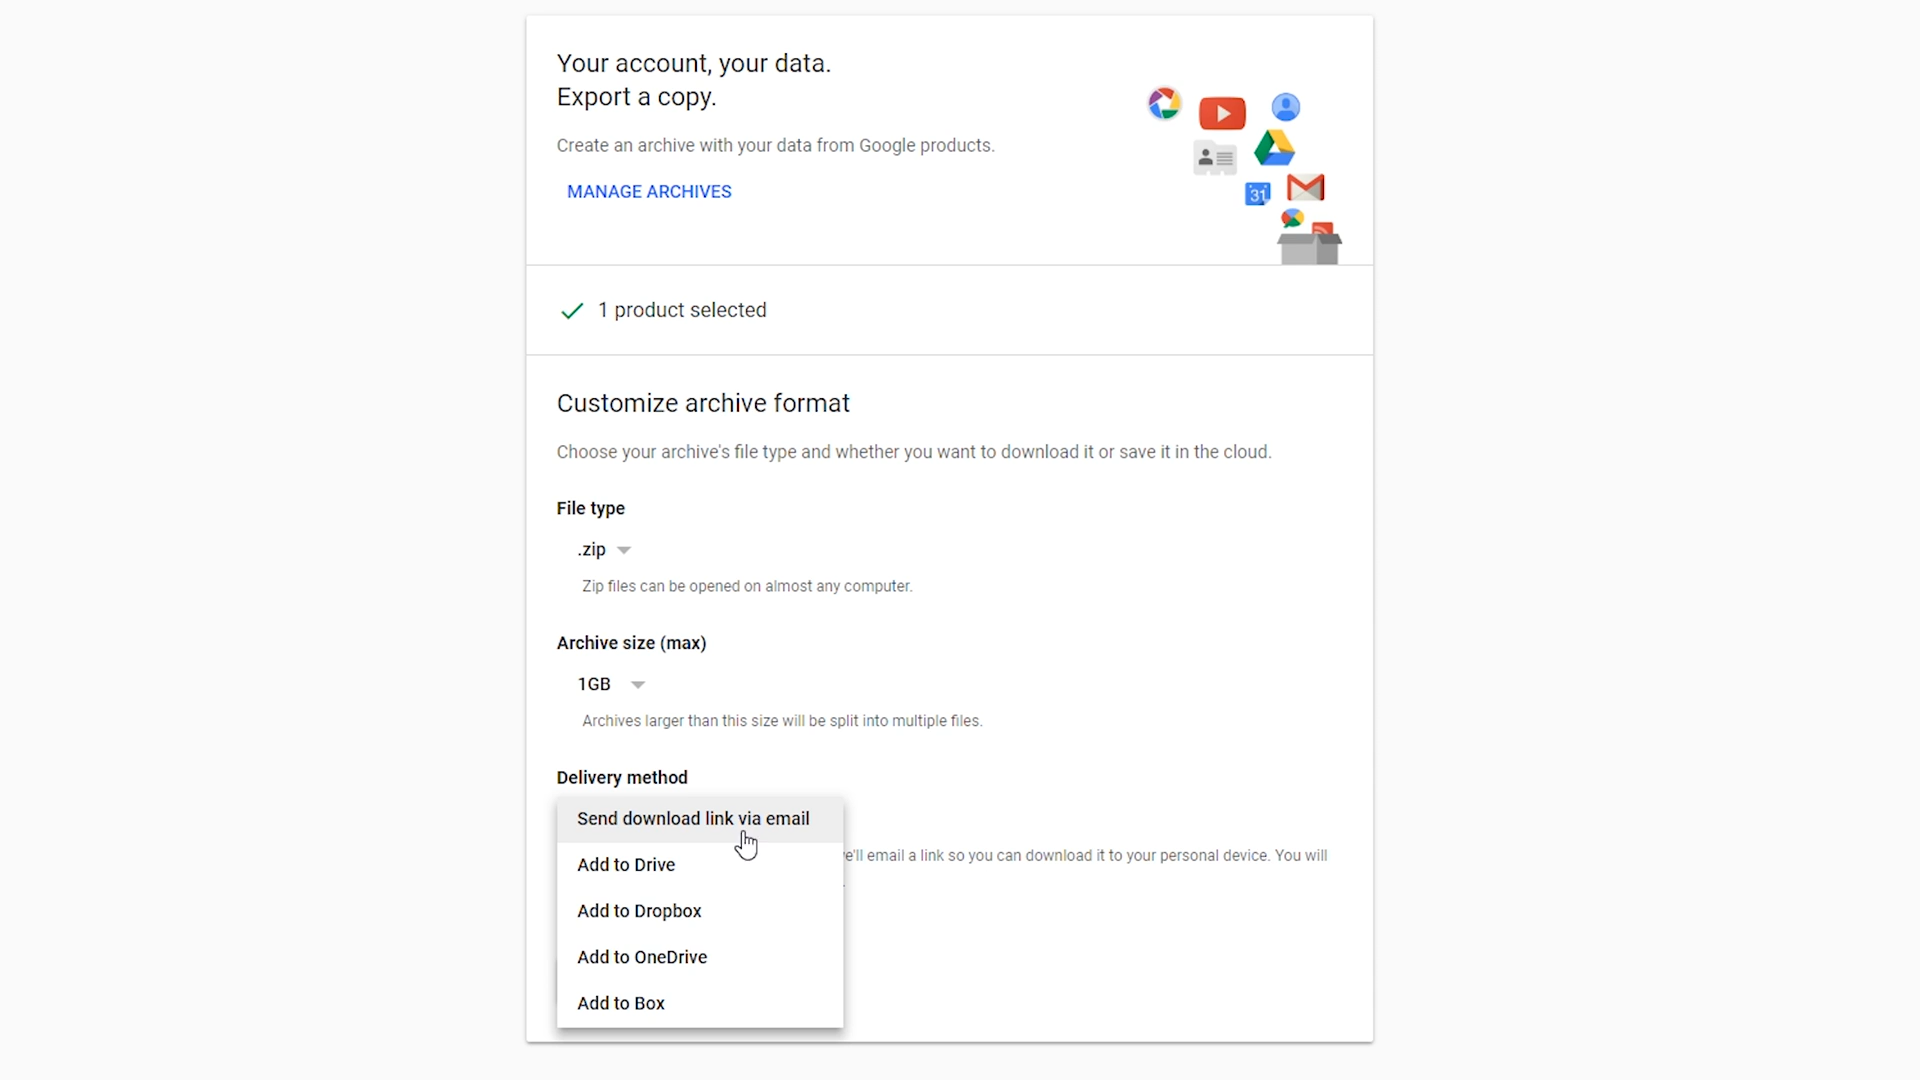 Your account, your data.
Export a copy.
Create an archive with your data from Google products.
MANAGE ARCHIVES
31
1 product selected
Customize archive format
Choose your archive's file type and whether you want to download it or save it in the cloud.
File type
.zip
Zip files can be opened on almost any computer.
Archive size (max)
1GB
Archives larger than this size will be split into multiple files.
Delivery method
Send download link via email
email a link so you can download it to your personal device. You will
Add to Drive
Add to Dropbox
Add to OneDrive
Add to Box